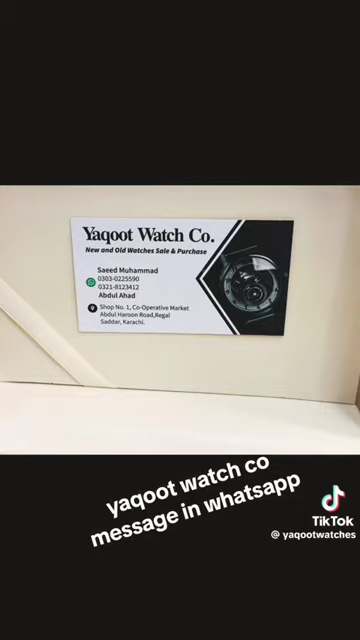 Yaqoot Watch Co.
New and Old Watches Sale & Purchase
Saeed Muhammad
0303-0225590
0321-8123412
Abdul Ahad
Shop No. 1, Co-Operative Market
Abdul Haroon Road,Regal
Saddar, Karachi.
yaqoot watch co
message in whatsapp
TikTok
@ yaqootwatches